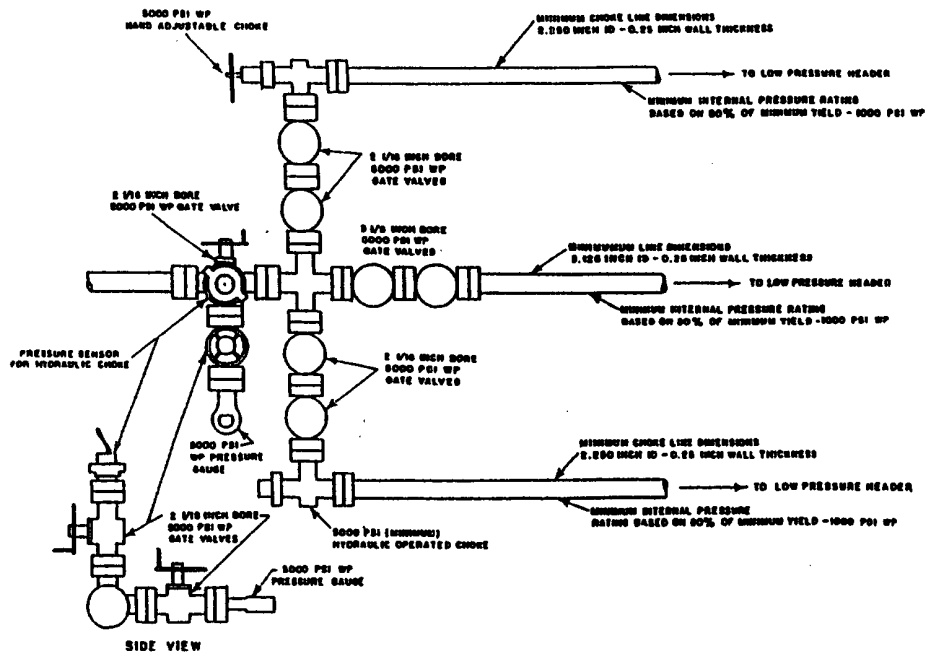 5000 PSI WP
HAND ADJUSTABLE CHOKE
MINIMUM CHOKE LINE DIMENSIONS
2.250 INCH ID - 0.25 INCH WALL THICKNESS
TO LOW PRESSURE HEADER
MINIMUM INTERNAL PRESSURE RATING
BASED ON 80% OF MINIMUM YIELD - 1000 PSI WP
2 1/16 INCH BORE
5000 PSI WP
GATE VALVES
2 1/16 INCH BORE
5000 PSI WP GATE VALVE
3 1/8 INCH BORE
5000 PSI WP
GATE VALVES
MINIMUMUM LINE DIMENSIONS
3.125 INCH ID - 0.25 INCH WALL THICKNESS
TO LOW PRESSURE
HEADER
MINIMUM INTERNAL PRESSURE RATING
BASED ON 80% OF MINIMUM YIELD - 1000 PSI WP
PRESSURE SENSOR
FOR HYDRAULIC CHOKE
2 1/16 INCH BORE
5000 PSI WP
GATE VALVES
5000 PSI
WP PRESSURE
GAUGE
MINIMUM CHOKE LINE DIMENSIONS
2.250 INCH ID - 0.25 INCH WALL THICKNESS
TO LOW PRESSURE HEADER
MINIMUM INTERNAL PRESSURE
RATING BASED ON 80% OF MINIMUM YIELD - 1000 PSI WP
2 1/16 INCH BORE
5000 PSI WP
GATE VALVES
5000 PSI (MINIMUM)
HYDRAULIC OPERATED CHOKE
5000 PSI WP
PRESSURE GAUGE
SIDE VIEW